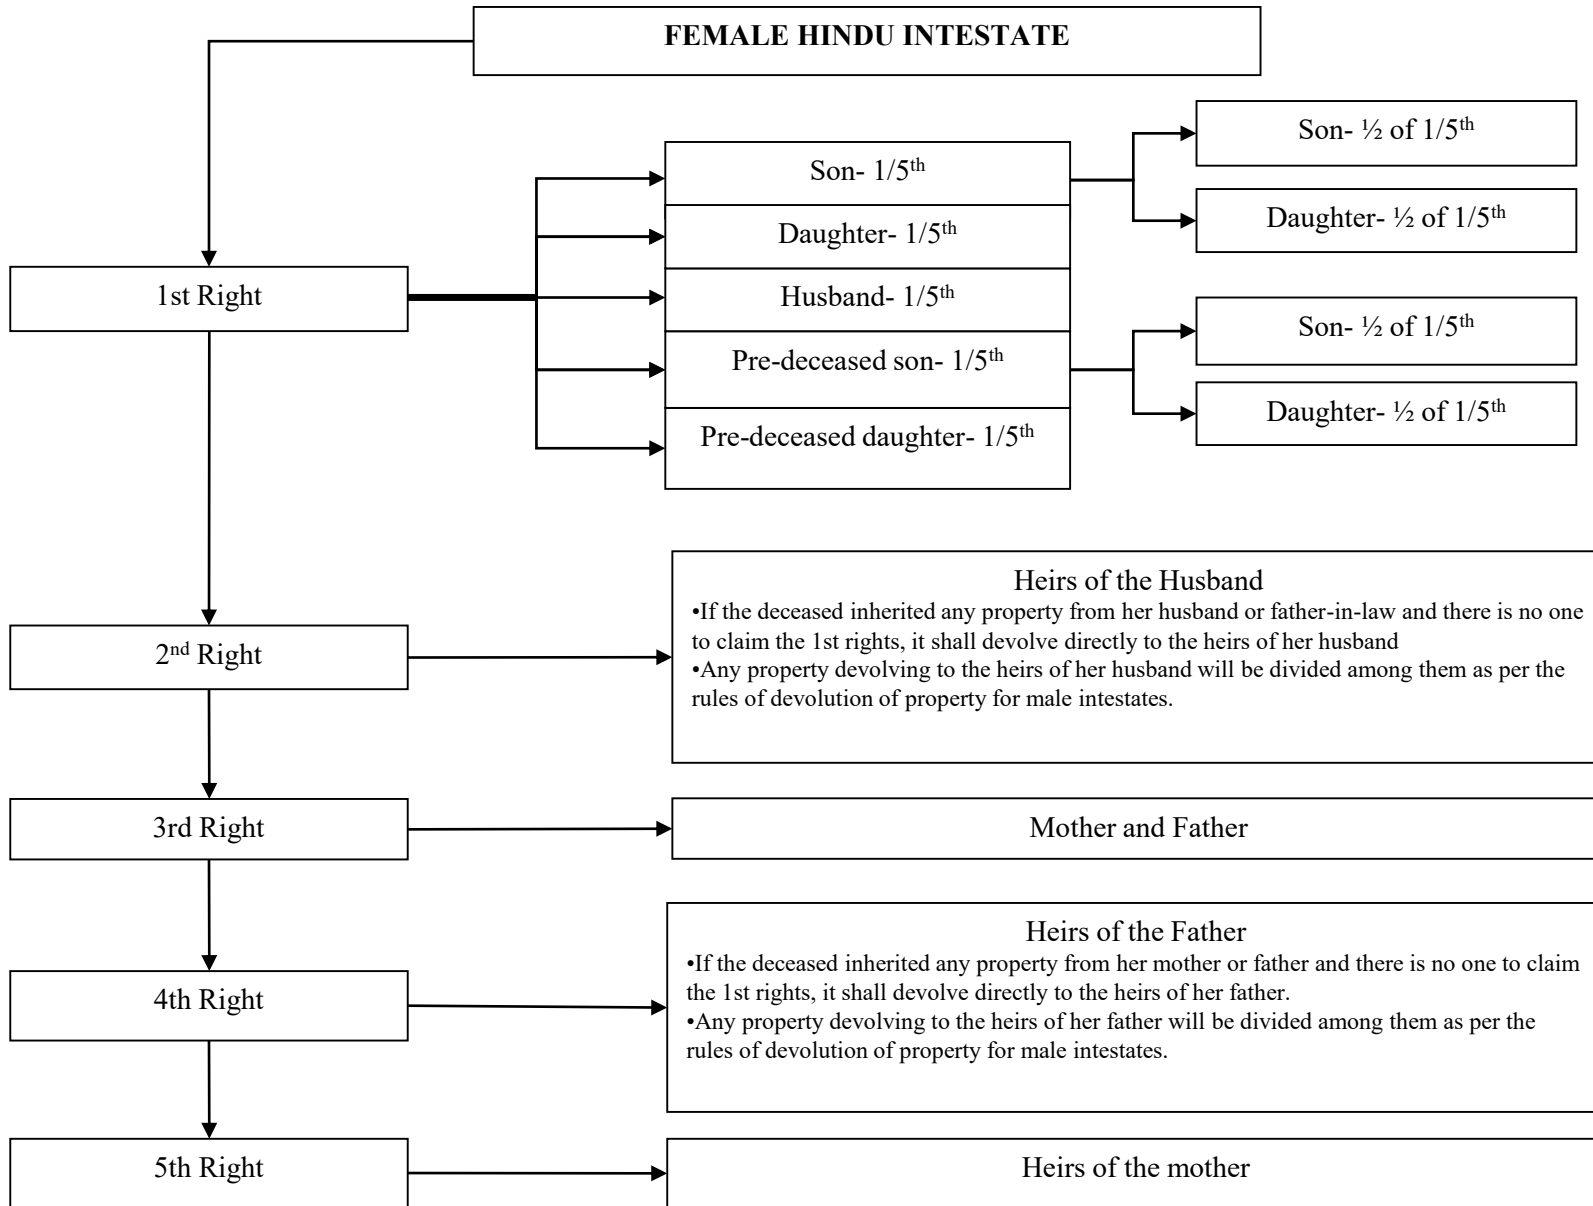 FEMALE HINDU INTESTATE
1st Right
Son- 1/5th
Daughter- 1/5th
Husband- 1/5th
Pre-deceased son- 1/5th
Pre-deceased daughter- 1/5th
Son- ½ of 1/5th
Daughter- ½ of 1/5th
Son- ½ of 1/5th
Daughter- ½ of 1/5th
2nd Right
Heirs of the Husband
•If the deceased inherited any property from her husband or father-in-law and there is no one
to claim the 1st rights, it shall devolve directly to the heirs of her husband
•Any property devolving to the heirs of her husband will be divided among them as per the
rules of devolution of property for male intestates.
3rd Right
Mother and Father
4th Right
Heirs of the Father
•If the deceased inherited any property from her mother or father and there is no one to claim
the 1st rights, it shall devolve directly to the heirs of her father.
•Any property devolving to the heirs of her father will be divided among them as per the
rules of devolution of property for male intestates.
5th Right
Heirs of the mother